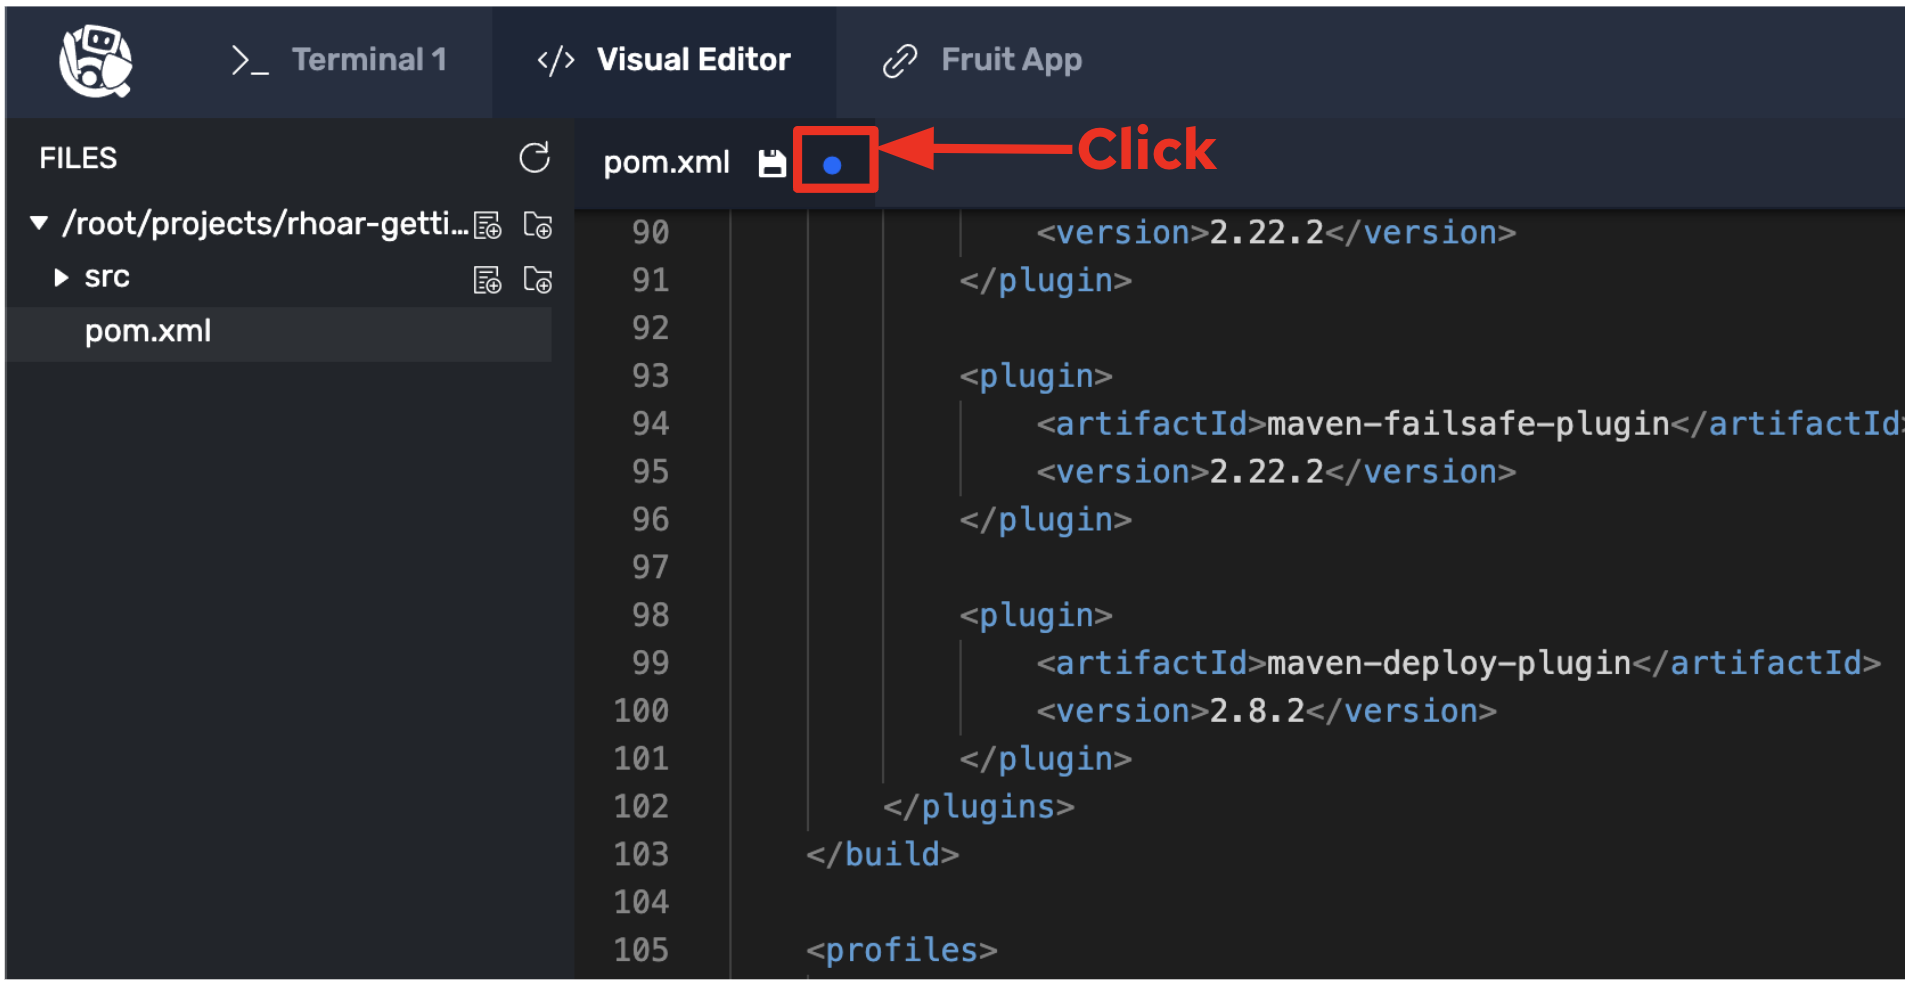 >_ Terminal 1 </> Visual Editor Fruit App
FILES
pom.xml
Click
/root/projects/rhoar-getti...
src
pom.xml
90 <version>2.22.2</version>
91 </plugin>
92
93 <plugin>
94 <artifactId>maven-failsafe-plugin</artifactId>
95 <version>2.22.2</version>
96 </plugin>
97
98 <plugin>
99 <artifactId>maven-deploy-plugin</artifactId>
100 <version>2.8.2</version>
101 </plugin>
102 </plugins>
103 </build>
104
105 <profiles>